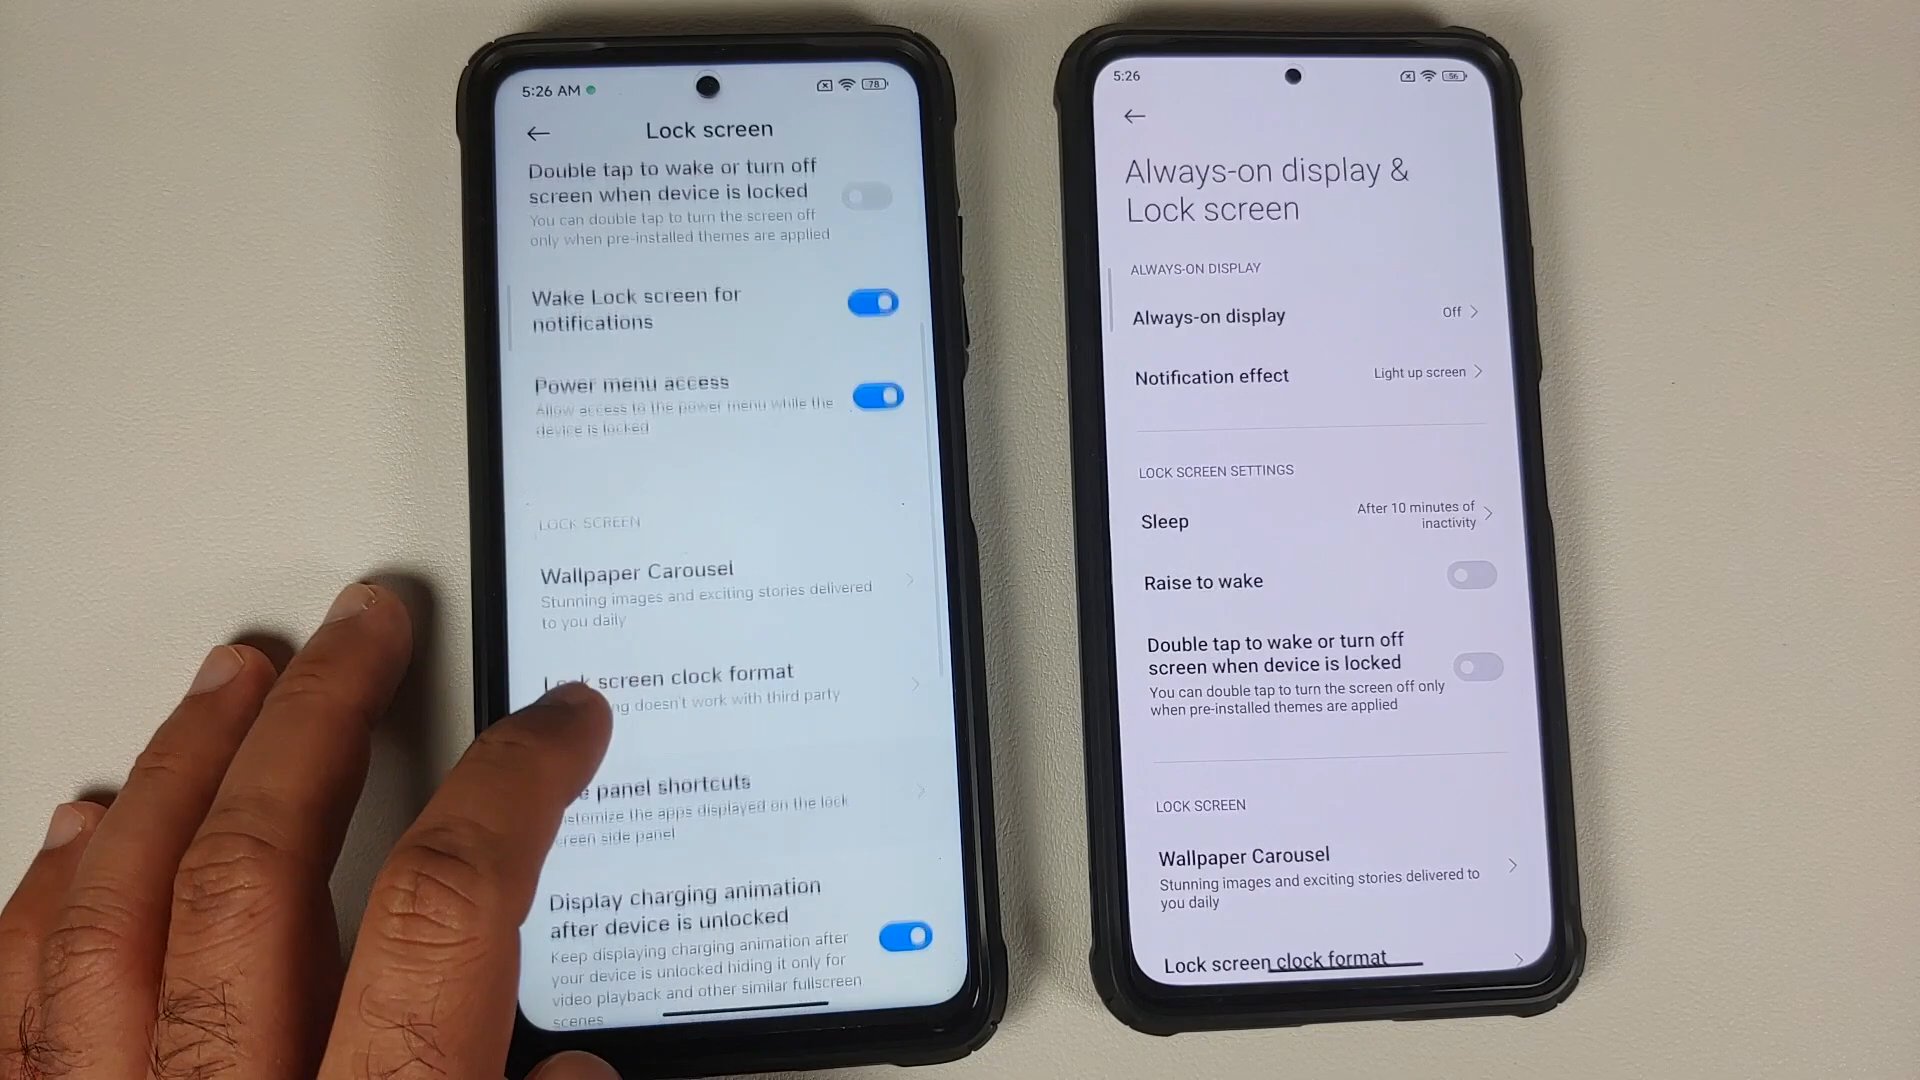 5:26 AM
78
Lock screen
Double tap to wake or turn off
screen when device is locked
You can double tap to turn the screen off
only when pre-installed themes are applied
Wake Lock screen for
notifications
Power menu access
Allow access to the power menu while the
device is locked
LOCK SCREEN
Wallpaper Carousel
Stunning images and exciting stories delivered
to you daily
screen clock format
doesn't work with third party
panel shortcuts
the apps displayed on the lock
side panel
Display charging animation
after device is unlocked
Keep displaying charging animation after
your device is unlocked hiding it only for
video playback and other similar fullscreen
scenes
5:26
56
Always-on display &
Lock screen
ALWAYS-ON DISPLAY
Always-on display
Off
Notification effect
Light up screen
LOCK SCREEN SETTINGS
Sleep
After 10 minutes of
inactivity
Raise to wake
Double tap to wake or turn off
screen when device is locked
You can double tap to turn the screen off only
when pre-installed themes are applied
LOCK SCREEN
Wallpaper Carousel
Stunning images and exciting stories delivered to
you daily
Lock screen clock format